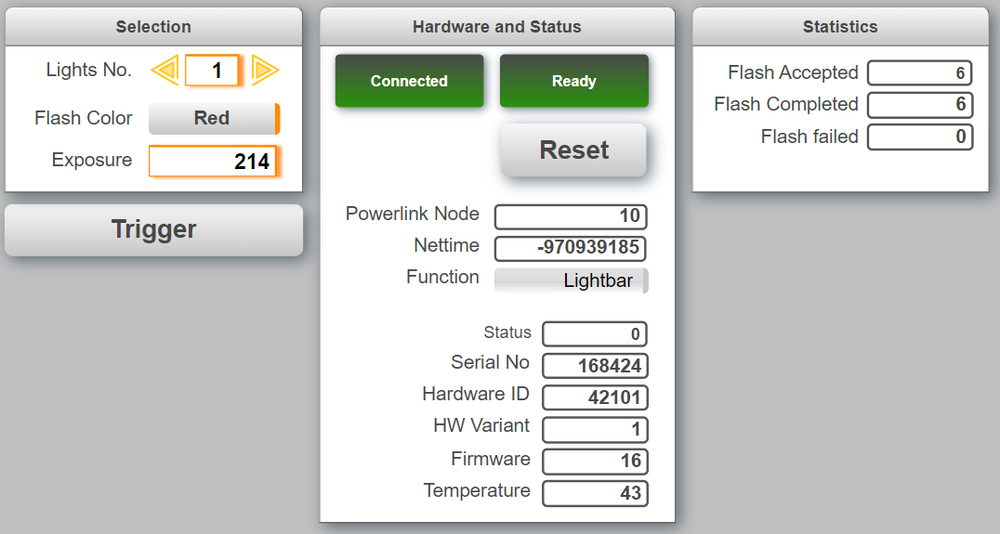 Selection
Lights No. 1
Flash Color Red
Exposure 214
Trigger
Hardware and Status
Connected Ready
Reset
Powerlink Node 10
Nettime -970939185
Function Lightbar
Status 0
Serial No 168424
Hardware ID 42101
HW Variant 1
Firmware 16
Temperature 43
Statistics
Flash Accepted 6
Flash Completed 6
Flash failed 0